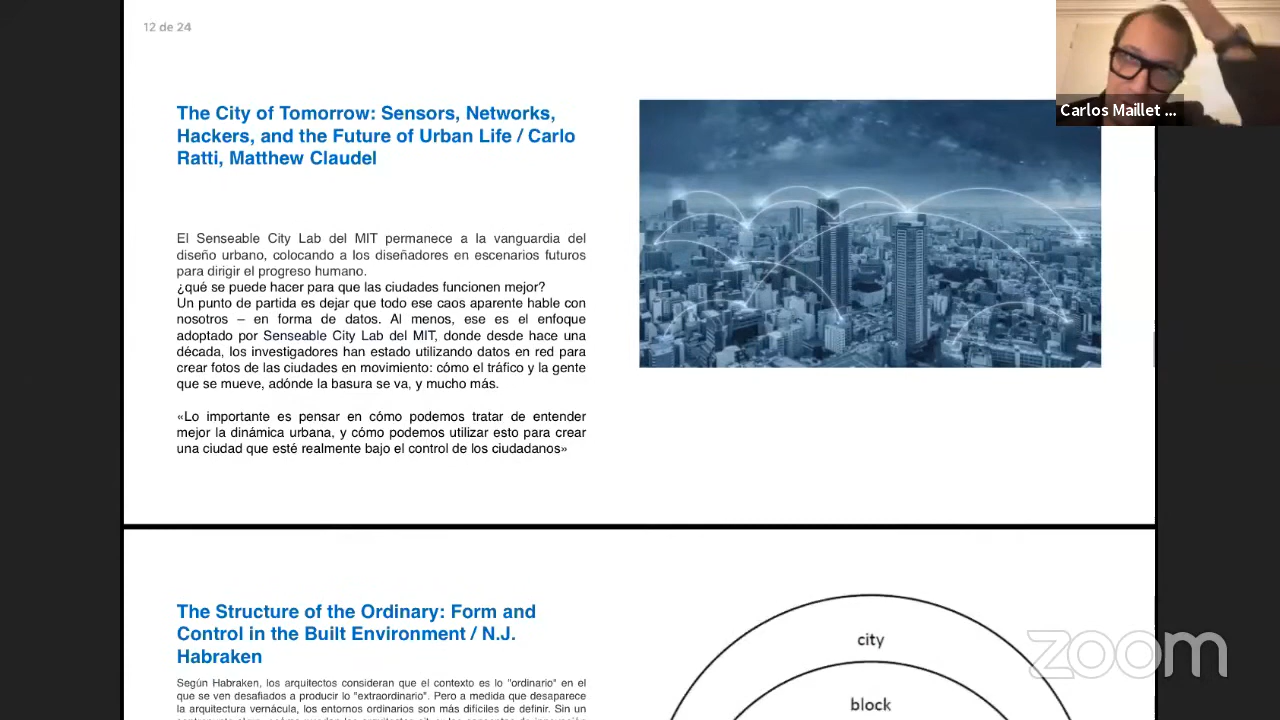 12 de 24
Carlos Maillet ...
The City of Tomorrow: Sensors, Networks,
Hackers, and the Future of Urban Life / Carlo
Ratti, Matthew Claudel
El Senseable City Lab del MIT permanece a la vanguardia del
diseño urbano, colocando a los diseñadores en escenarios futuros
para dirigir el progreso humano.
¿qué se puede hacer para que las ciudades funcionen mejor?
Un punto de partida es dejar que todo ese caos aparente hable con
nosotros – en forma de datos. Al menos, ese es el enfoque
adoptado por Senseable City Lab del MIT, donde desde hace una
década, los investigadores han estado utilizando datos en red para
crear fotos de las ciudades en movimiento: cómo el tráfico y la gente
que se mueve, adónde la basura se va, y mucho más.
«Lo importante es pensar en cómo podemos tratar de entender
mejor la dinámica urbana, y cómo podemos utilizar esto para crear
una ciudad que esté realmente bajo el control de los ciudadanos»
The Structure of the Ordinary: Form and
Control in the Built Environment / N.J.
Habraken
Según Habraken, los arquitectos consideran que el contexto es lo "ordinario" en el
que se ven desafiados a producir lo "extraordinario". Pero a medida que desaparece
la arquitectura vernácula, los entornos ordinarios son más difíciles de definir. Sin un
city
block
zoom